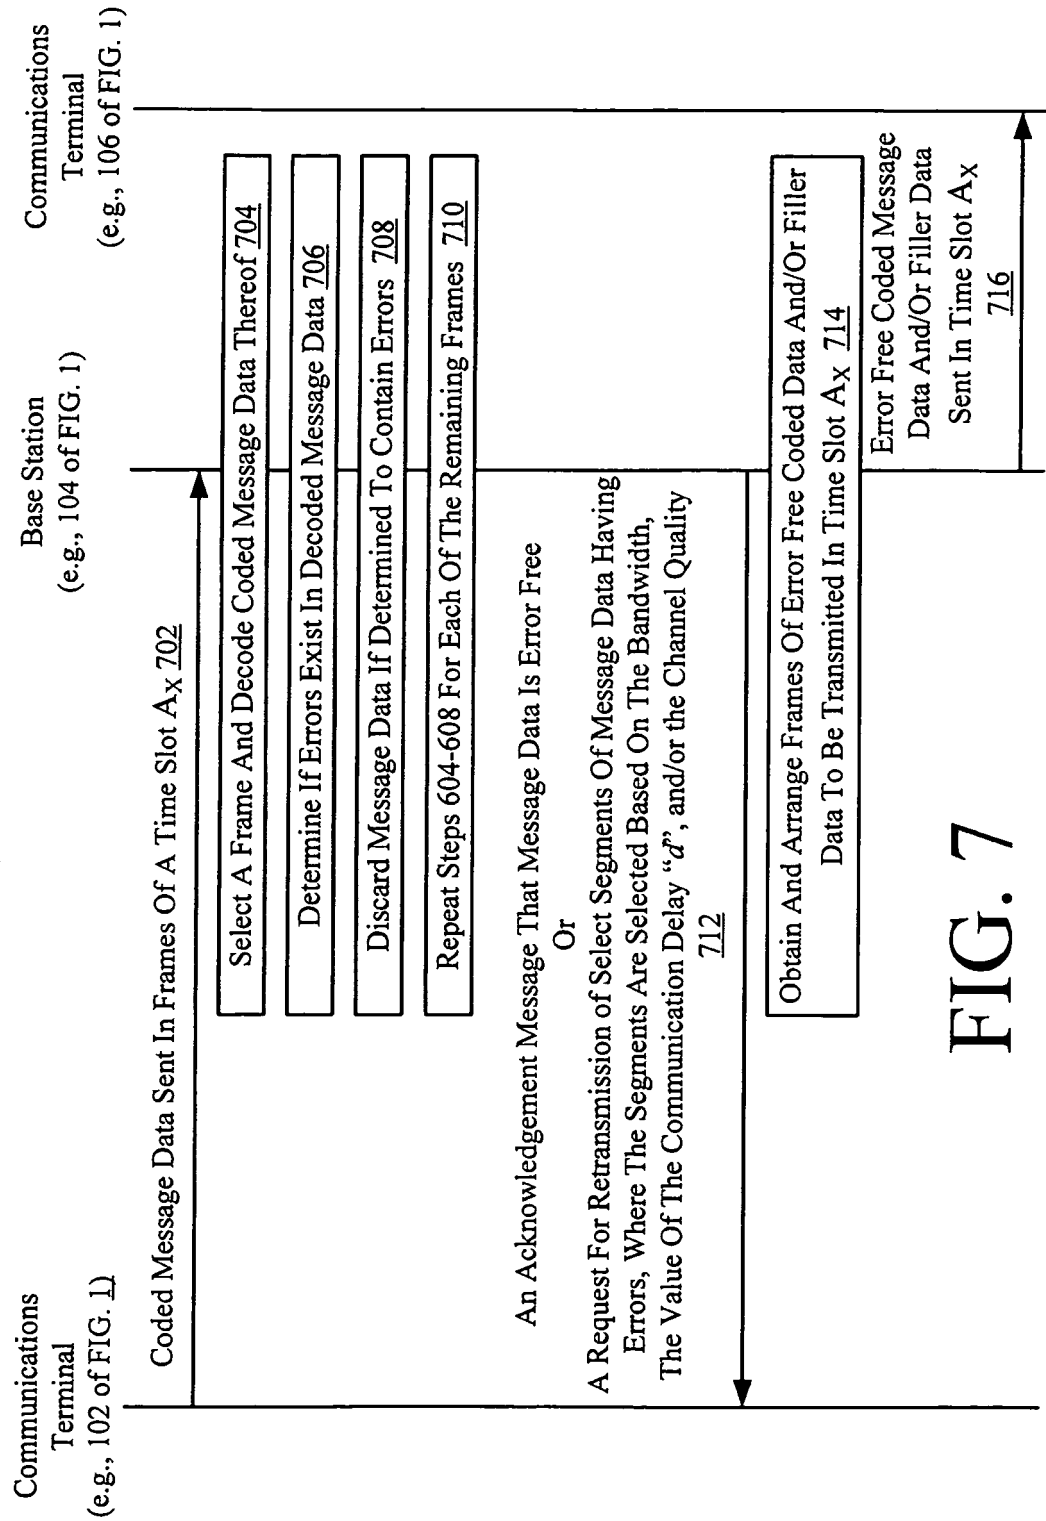 Communications
Terminal
(e.g., 102 of FIG. 1)
Base Station
(e.g., 104 of FIG. 1)
Communications
Terminal
(e.g., 106 of FIG. 1)
Coded Message Data Sent In Frames Of A Time Slot AX 702
Select A Frame And Decode Coded Message Data Thereof 704
Determine If Errors Exist In Decoded Message Data 706
Discard Message Data If Determined To Contain Errors 708
Repeat Steps 604-608 For Each Of The Remaining Frames 710
An Acknowledgement Message That Message Data Is Error Free
Or
A Request For Retransmission of Select Segments Of Message Data Having
Errors, Where The Segments Are Selected Based On The Bandwidth,
The Value Of The Communication Delay “d”, and/or the Channel Quality
712
Obtain And Arrange Frames Of Error Free Coded Data And/Or Filler
Data To Be Transmitted In Time Slot AX 714
Error Free Coded Message
Data And/Or Filler Data
Sent In Time Slot AX
716
FIG. 7